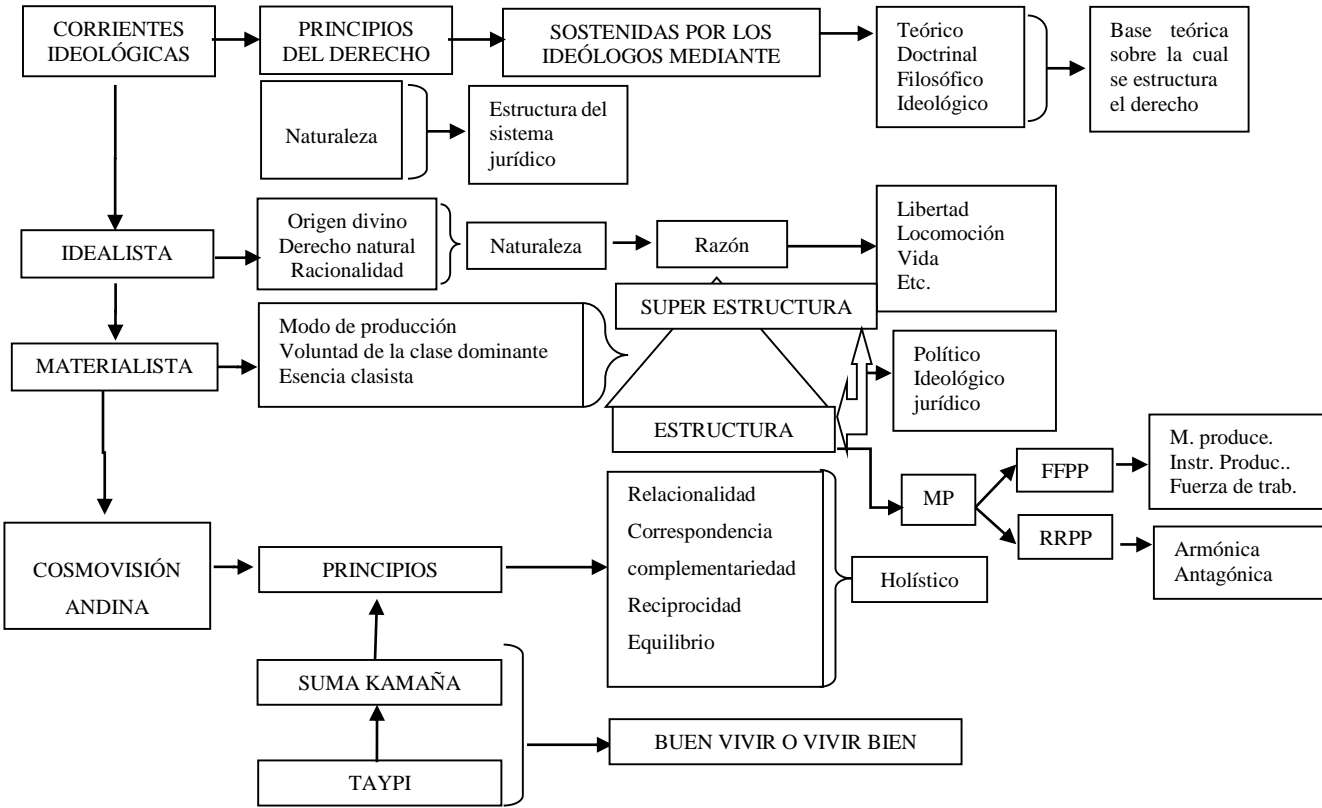 CORRIENTES
IDEOLÓGICAS
PRINCIPIOS
DEL DERECHO
SOSTENIDAS POR LOS
IDEÓLOGOS MEDIANTE
Teórico
Doctrinal
Filosófico
Ideológico
Base teórica
sobre la cual
se estructura
el derecho
Naturaleza
Estructura del
sistema
jurídico
IDEALISTA
Origen divino
Derecho natural
Racionalidad
Naturaleza
Razón
Libertad
Locomoción
Vida
Etc.
MATERIALISTA
Modo de producción
Voluntad de la clase dominante
Esencia clasista
SUPER ESTRUCTURA
ESTRUCTURA
Político
Ideológico
jurídico
MP
FFPP
M. produce.
Instr. Produc..
Fuerza de trab.
RRPP
Armónica
Antagónica
COSMOVISIÓN
ANDINA
PRINCIPIOS
Relacionalidad
Correspondencia
complementariedad
Reciprocidad
Equilibrio
Holístico
SUMA KAMAÑA
TAYPI
BUEN VIVIR O VIVIR BIEN